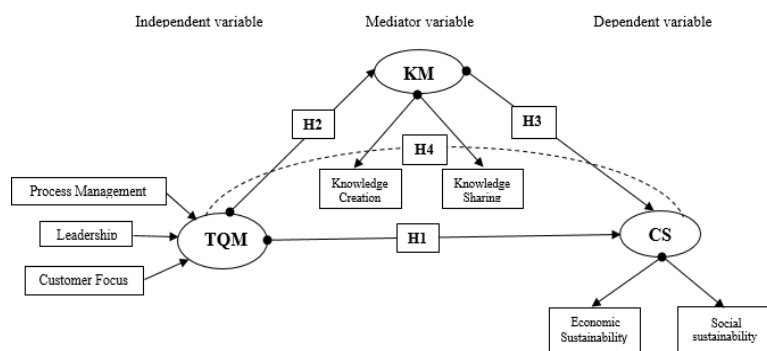 Independent variable
Mediator variable
Dependent variable
KM
H2
H3
H4
Knowledge
Creation
Knowledge
Sharing
Process Management
Leadership
Customer Focus
TQM
H1
CS
Economic
Sustainability
Social
sustainability